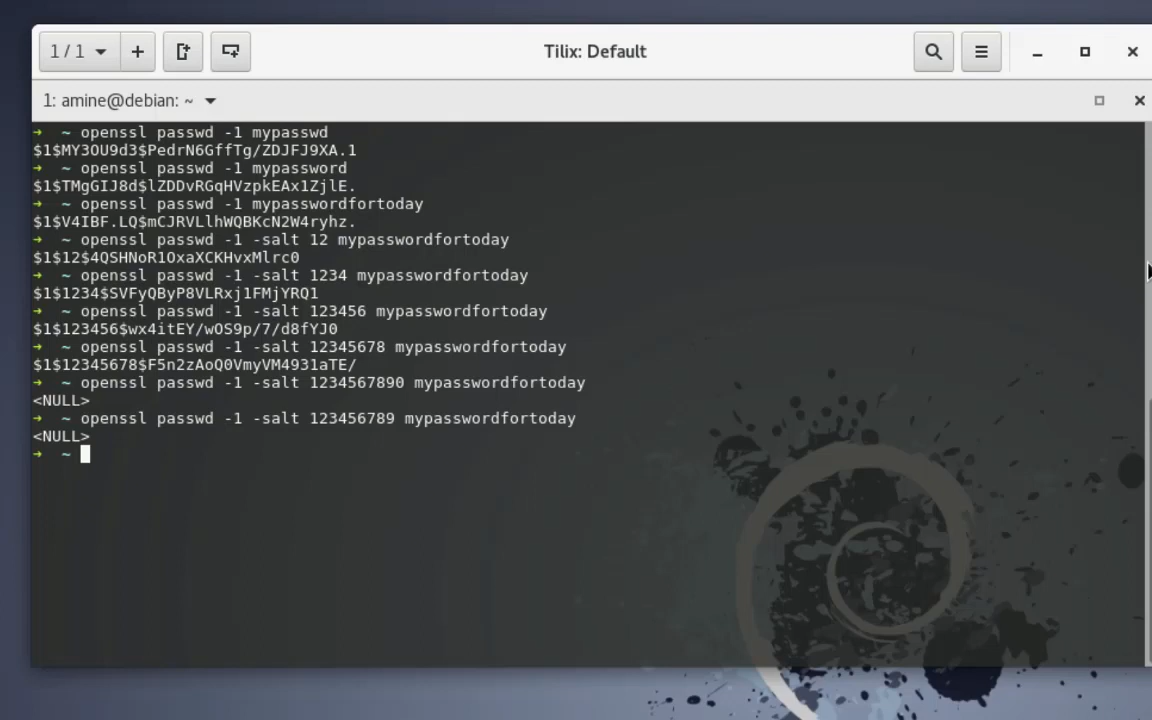 1 / 1
Tilix: Default
1: amine@debian: ~
➜ ~ openssl passwd -1 mypasswd
$1$MY3OU9d3$PedrN6GffTg/ZDJFJ9XA.1
➜ ~ openssl passwd -1 mypassword
$1$TMgGIJ8d$lZDDvRGqHVzpkEAx1ZjlE.
➜ ~ openssl passwd -1 mypasswordfortoday
$1$V4IBF.LQ$mCJRVLlhWQBKcN2W4ryhz.
➜ ~ openssl passwd -1 -salt 12 mypasswordfortoday
$1$12$4QSHNoR1OxaXCKHvxMlrc0
➜ ~ openssl passwd -1 -salt 1234 mypasswordfortoday
$1$1234$SVFyQByP8VLRxj1FMjYRQ1
➜ ~ openssl passwd -1 -salt 123456 mypasswordfortoday
$1$123456$wx4itEY/wOS9p/7/d8fYJ0
➜ ~ openssl passwd -1 -salt 12345678 mypasswordfortoday
$1$12345678$F5n2zAoQ0VmyVM4931aTE/
➜ ~ openssl passwd -1 -salt 1234567890 mypasswordfortoday
<NULL>
➜ ~ openssl passwd -1 -salt 123456789 mypasswordfortoday
<NULL>
➜ ~